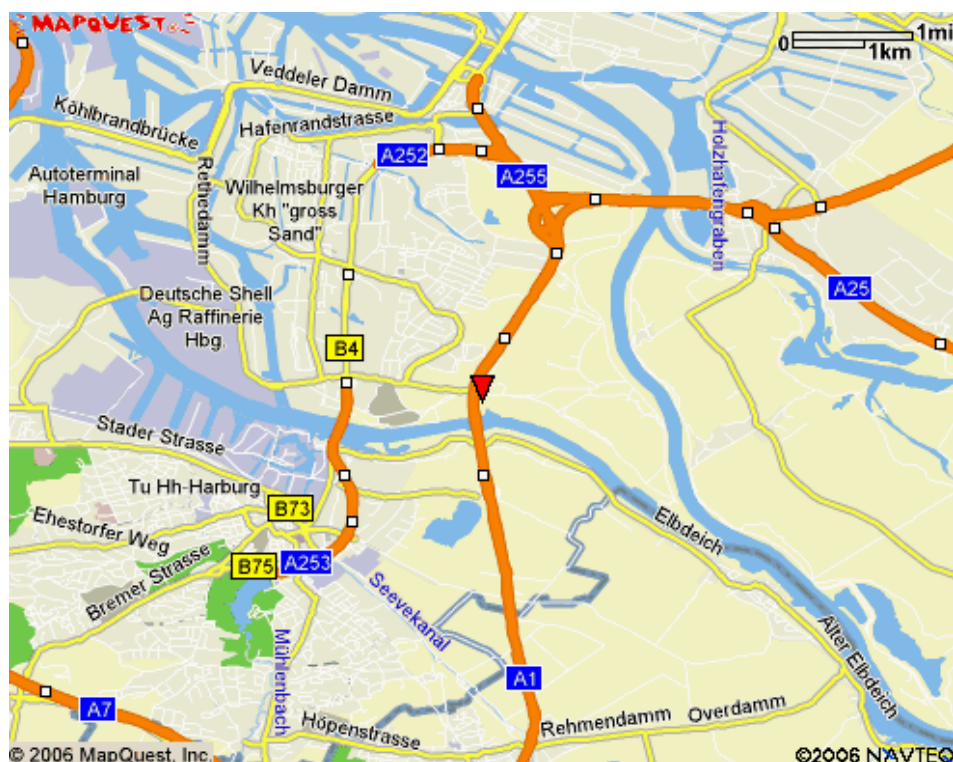 MAPQUEST
0 1mi
1km
Veddeler Damm
Köhlbrandbrücke
Hafenrandstrasse
A252
A255
Holzhafengraben
Autoterminal
Hamburg
Rethedamm
Wilhelmsburger
Kh "gross
Sand"
A25
Deutsche Shell
Ag Raffinerie
Hbg.
B4
Stader Strasse
Tu Hh-Harburg
B73
Ehestorfer Weg
Elbdeich
B75
A253
Bremer Strasse
Seevekanal
Mühlenbach
Alter Elbdeich
A1
A7
Höpenstrasse
Rehmendamm
Overdamm
© 2006 MapQuest, Inc.
©2006 NAVTEQ